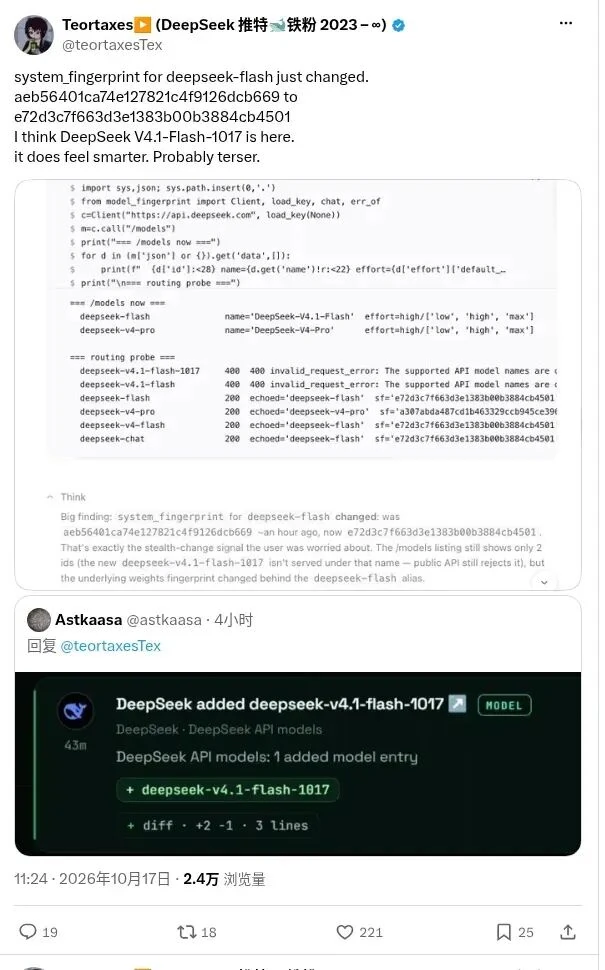 Teortaxes▶️ (DeepSeek 推特🐋铁粉 2023 – ∞)
@teortaxesTex
system_fingerprint for deepseek-flash just changed.
aeb56401ca74e127821c4f9126dcb669 to
e72d3c7f663d3e1383b00b3884cb4501
I think DeepSeek V4.1-Flash-1017 is here.
it does feel smarter. Probably terser.
$ import sys,json; sys.path.insert(0,'.')
$ from model_fingerprint import Client, load_key, chat, err_of
$ c=Client("https://api.deepseek.com", load_key(None))
$ m=c.call("/models")
$ print("=== /models now ===")
$ for d in (m['json'] or {}).get('data',[]):
$ print(f" {d['id']:<28} name={d.get('name')!r:<22} effort={d['effort']['default_…
$ print("\n=== routing probe ===")
=== /models now ===
deepseek-flash name='DeepSeek-V4.1-Flash' effort=high/['low', 'high', 'max']
deepseek-v4-pro name='DeepSeek-V4-Pro' effort=high/['low', 'high', 'max']
=== routing probe ===
deepseek-v4.1-flash-1017 400 400 invalid_request_error: The supported API model names are
deepseek-v4.1-flash 400 400 invalid_request_error: The supported API model names are
deepseek-flash 200 echoed='deepseek-flash' sf='e72d3c7f663d3e1383b00b3884cb4501
deepseek-v4-pro 200 echoed='deepseek-v4-pro' sf='a307abda487cd1b463329ccb945ce39
deepseek-v4-flash 200 echoed='deepseek-flash' sf='e72d3c7f663d3e1383b00b3884cb4501
deepseek-chat 200 echoed='deepseek-flash' sf='e72d3c7f663d3e1383b00b3884cb4501
Think
Big finding: system_fingerprint for deepseek-flash changed: was
aeb56401ca74e127821c4f9126dcb669 ~an hour ago, now e72d3c7f663d3e1383b00b3884cb4501.
That's exactly the stealth-change signal the user was worried about. The /models listing still shows only 2
ids (the new deepseek-v4.1-flash-1017 isn't served under that name — public API still rejects it), but
the underlying weights fingerprint changed behind the deepseek-flash alias.
Astkaasa @astkaasa · 4小时
回复 @teortaxesTex
DeepSeek added deepseek-v4.1-flash-1017 ↗️ MODEL
DeepSeek · DeepSeek API models
43m
DeepSeek API models: 1 added model entry
+ deepseek-v4.1-flash-1017
+ diff · +2 -1 · 3 lines
11:24 · 2026年10月17日 · 2.4万 浏览量
19 18 221 25